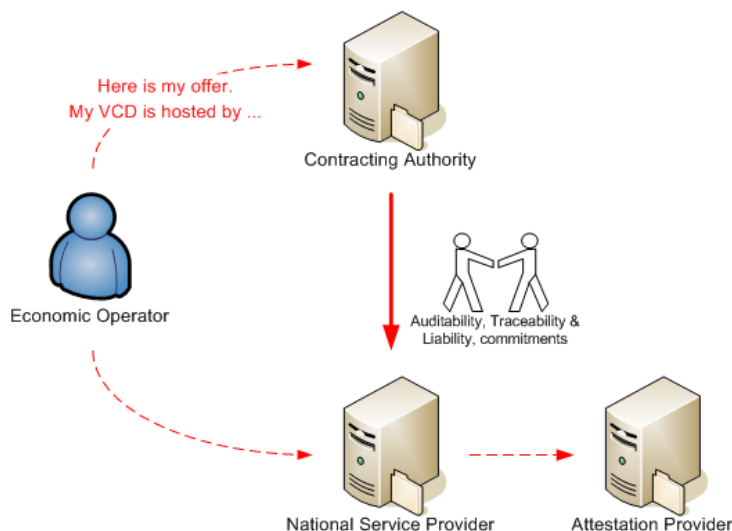 Here is my offer.
My VCD is hosted by ...
Contracting Authority
Economic Operator
Auditability, Traceability &
Liability, commitments
National Service Provider
Attestation Provider